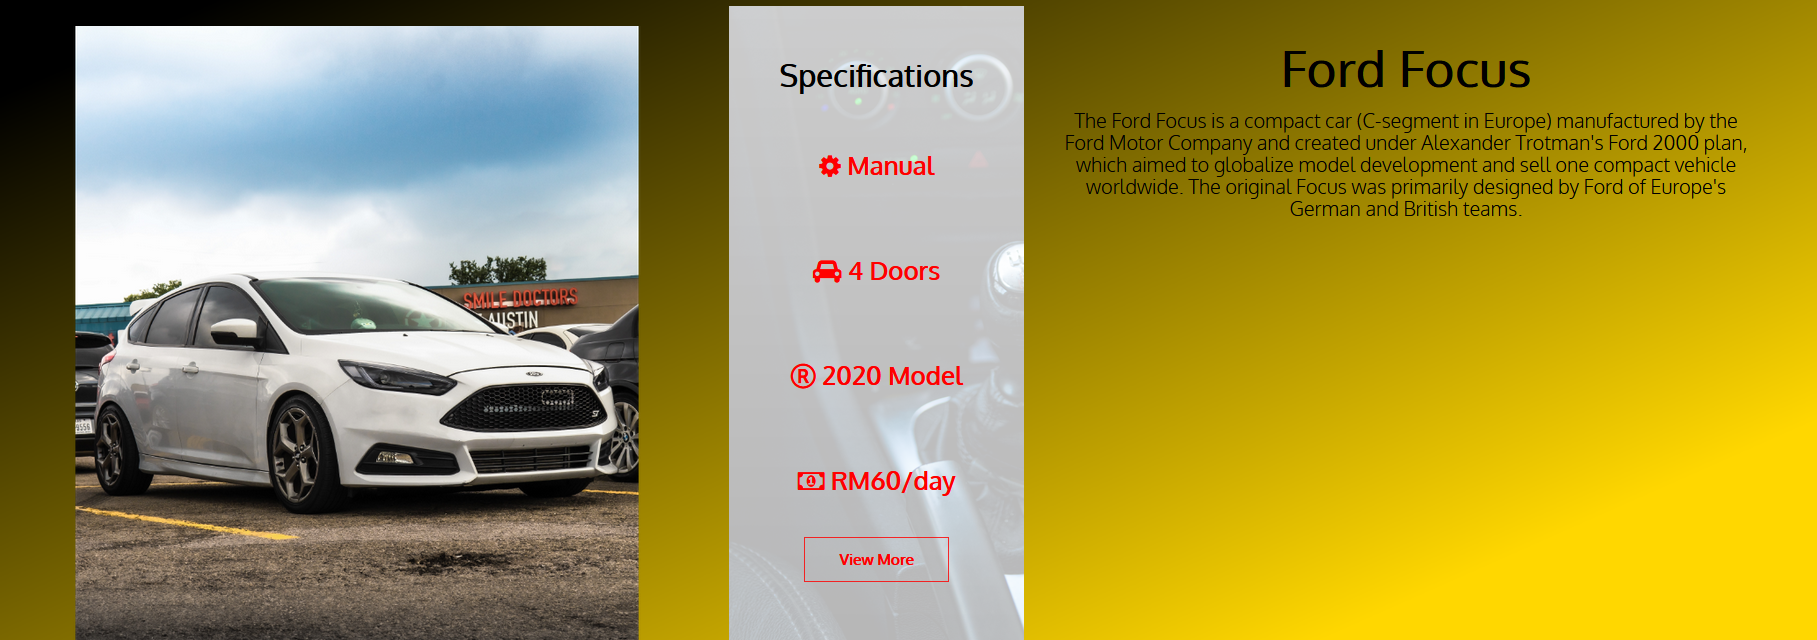 SMILE DOCTORS
AUSTIN
9556
ST
Specifications
Manual
4 Doors
® 2020 Model
RM60/day
View More
Ford Focus
The Ford Focus is a compact car (C-segment in Europe) manufactured by the
Ford Motor Company and created under Alexander Trotman's Ford 2000 plan,
which aimed to globalize model development and sell one compact vehicle
worldwide. The original Focus was primarily designed by Ford of Europe's
German and British teams.